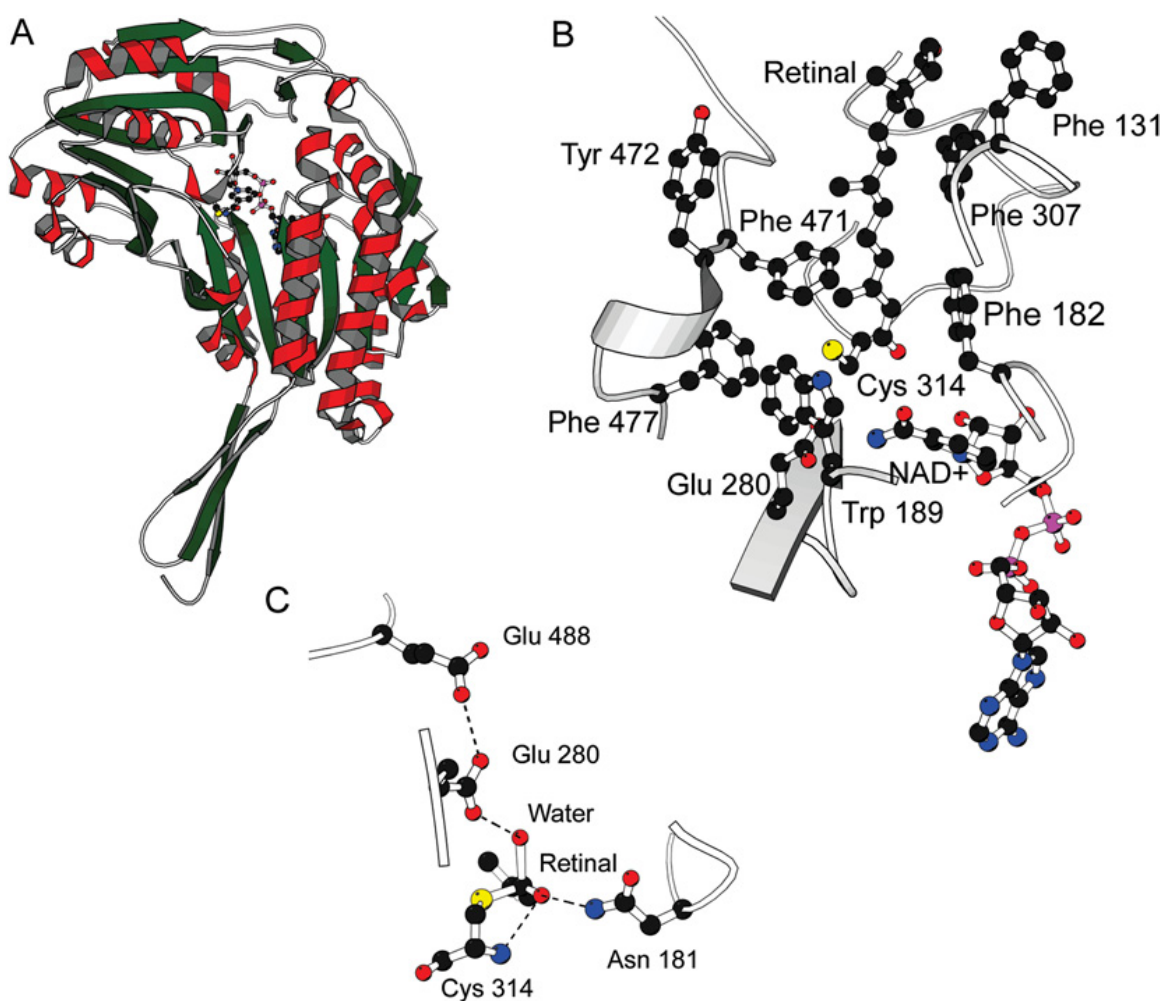 A
B
Retinal
Phe 131
Tyr 472
Phe 471
Phe 307
Phe 182
Cys 314
Phe 477
NAD+
Glu 280
Trp 189
C
Glu 488
Glu 280
Water
Retinal
Asn 181
Cys 314